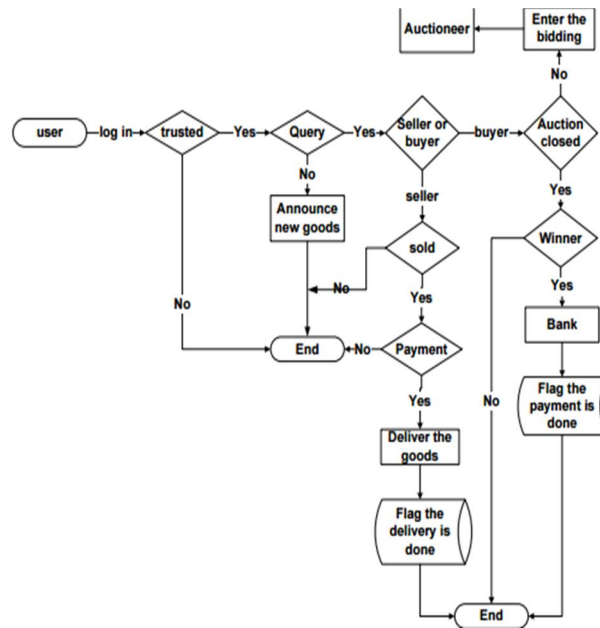 Auctioneer
Enter the
bidding
No
user
log in
trusted
Yes
Query
Yes
Seller or
buyer
buyer
Auction
closed
No
seller
Yes
Announce
new goods
sold
Winner
No
No
Yes
Yes
Bank
End
No
Payment
Yes
No
Flag the
payment is
done
Deliver the
goods
Flag the
delivery is
done
End